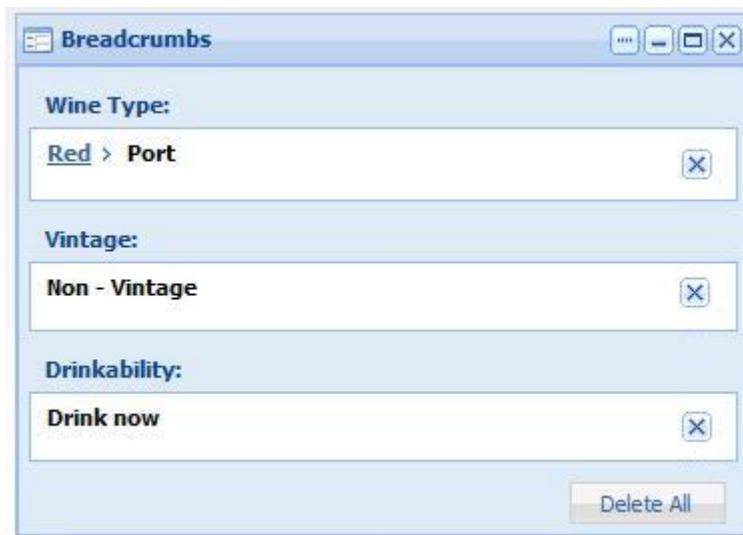 Breadcrumbs
Wine Type:
Red > Port
Vintage:
Non - Vintage
Drinkability:
Drink now
Delete All